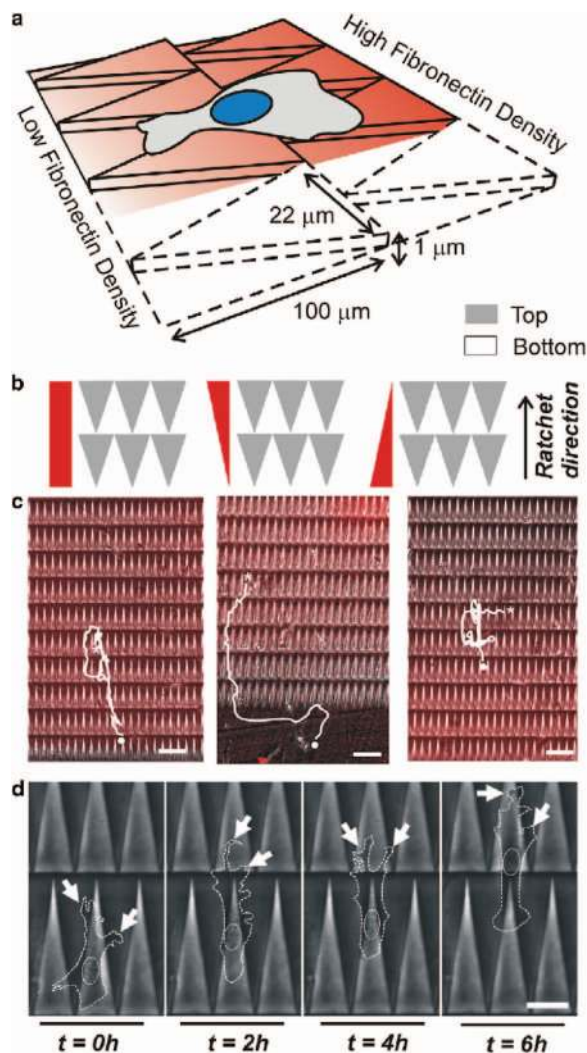 a
High Fibronectin Density
Low Fibronectin Density
22 μm
1 μm
100 μm
Top
Bottom
b
Ratchet direction
c
d
t = 0h
t = 2h
t = 4h
t = 6h